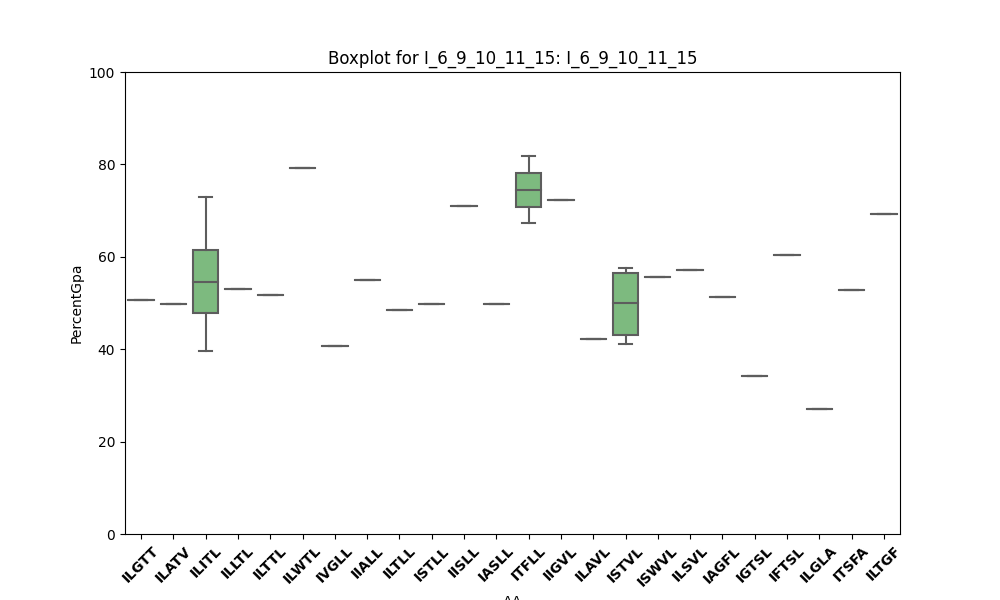 Boxplot for I_6_9_10_11_15: I_6_9_10_11_15
100
80
60
40
20
0
PercentGpa
ILGTT ILATV ILITL ILLTL ILTTL ILWTL IVGLL IIALL ILTLL ISTLL IISLL IASLL ITFLL IIGVL ILAVL ISTVL ISWVL ILSVL IAGFL IGTSL IFTSL ILGLA ITSFA ILTGF